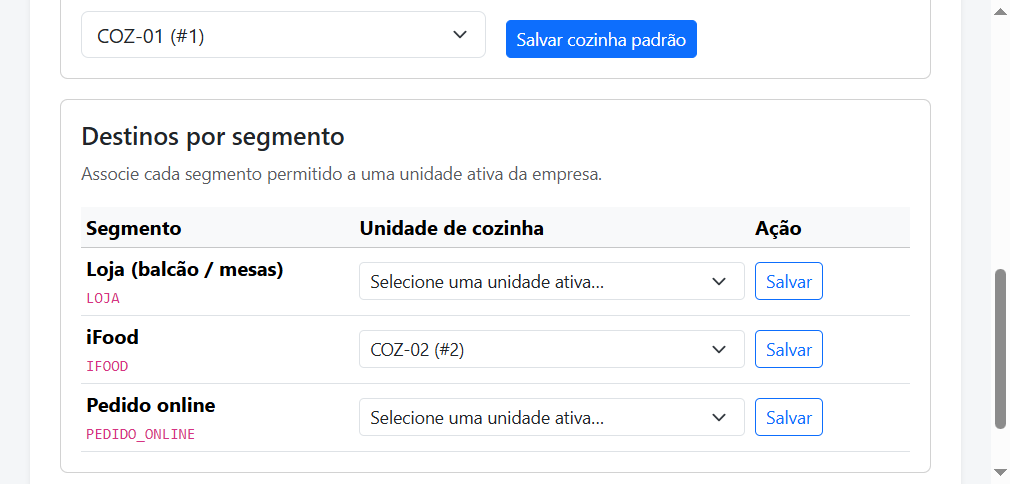 COZ-01 (#1)
Salvar cozinha padrão
Destinos por segmento
Associe cada segmento permitido a uma unidade ativa da empresa.
Segmento Unidade de cozinha Ação
Loja (balcão / mesas)
LOJA
Selecione uma unidade ativa... Salvar
iFood
IFOOD
COZ-02 (#2) Salvar
Pedido online
PEDIDO_ONLINE
Selecione uma unidade ativa... Salvar